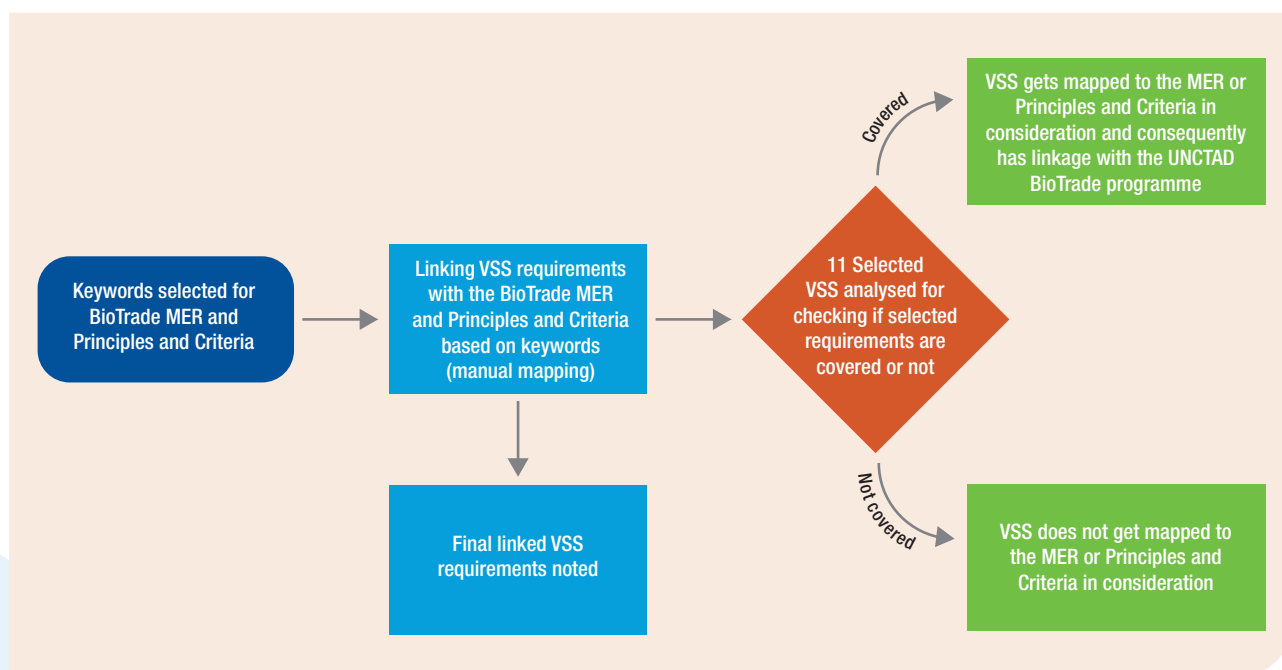 Keywords selected for
BioTrade MER and
Principles and Criteria
Linking VSS requirements
with the BioTrade MER
and Principles and Criteria
based on keywords
(manual mapping)
Final linked VSS
requirements noted
11 Selected
VSS analysed for
checking if selected
requirements are
covered or not
Covered
VSS gets mapped to the MER or
Principles and Criteria in
consideration and consequently
has linkage with the UNCTAD
BioTrade programme
Not covered
VSS does not get mapped to
the MER or Principles and
Criteria in consideration